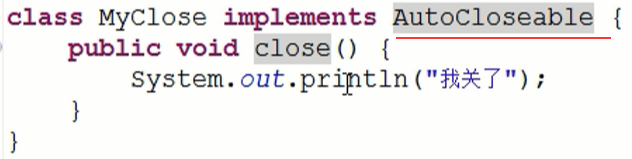 class MyClose implements AutoCloseable {
public void close() {
System.out.println("我关了");
}
}